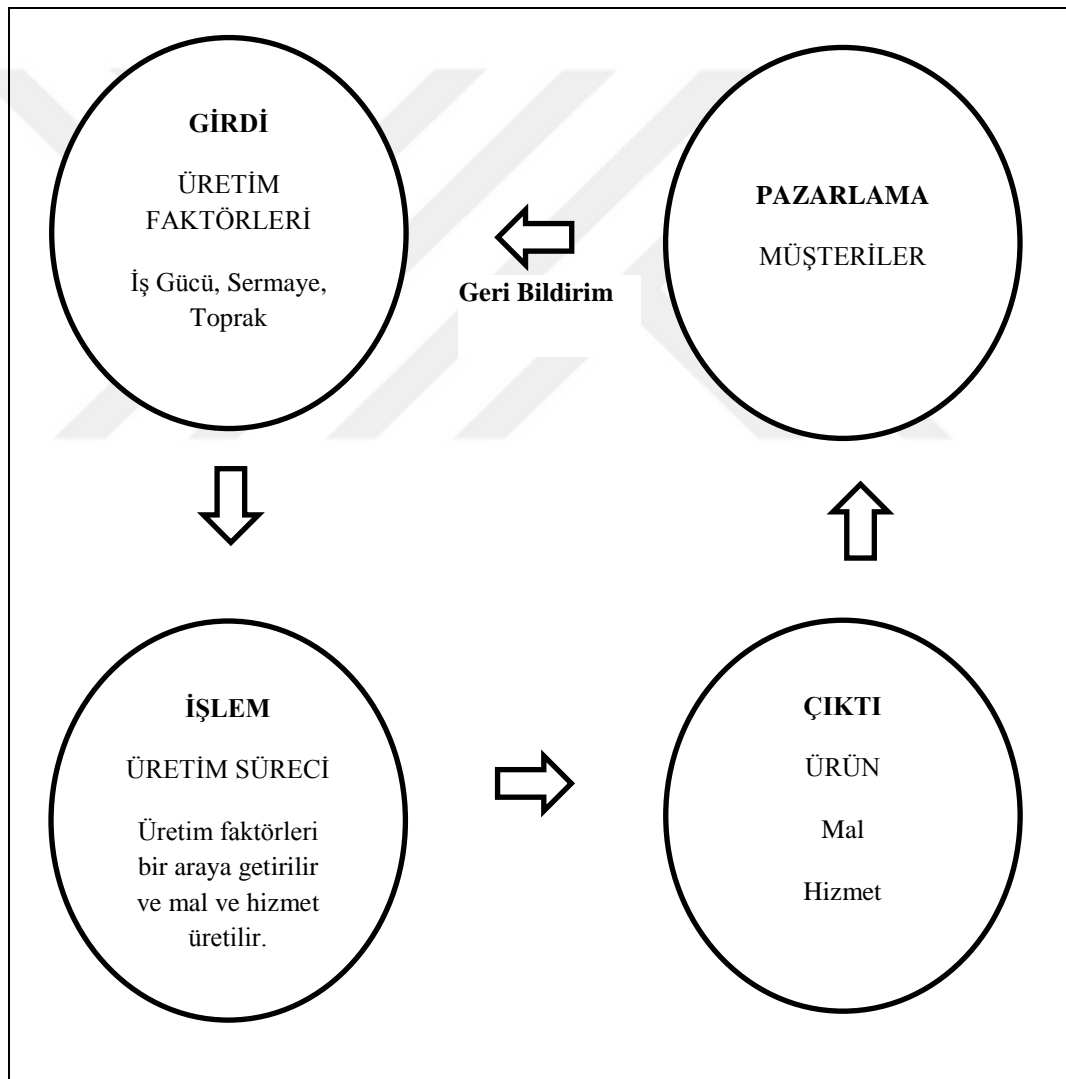 GİRDİ
ÜRETİM
FAKTÖRLERİ
İş Gücü, Sermaye,
Toprak
Geri Bildirim
PAZARLAMA
MÜŞTERİLER
İŞLEM
ÜRETİM SÜRECİ
Üretim faktörleri
bir araya getirilir
ve mal ve hizmet
üretilir.
ÇIKTI
ÜRÜN
Mal
Hizmet